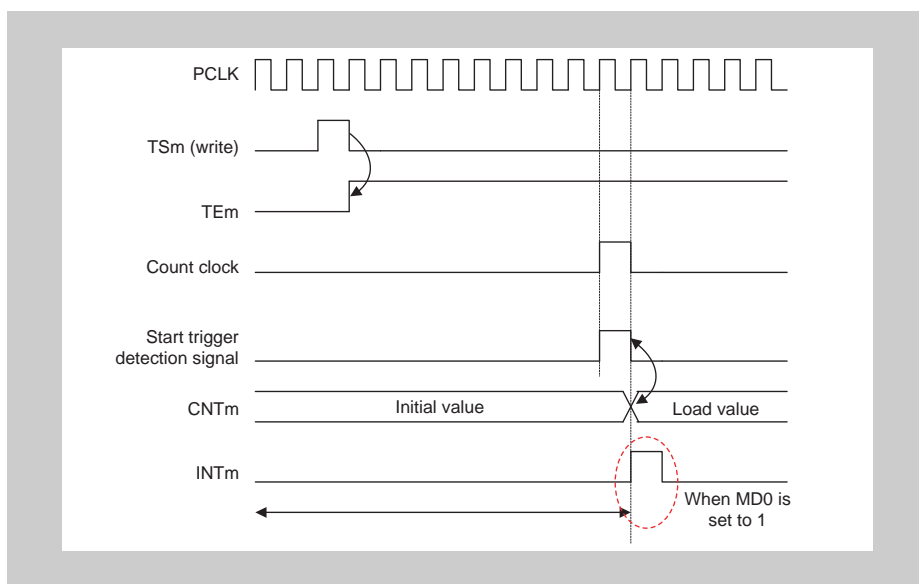 PCLK
TSm (write)
TEm
Count clock
Start trigger
detection signal
CNTm
Initial value
Load value
INTm
When MD0 is
set to 1